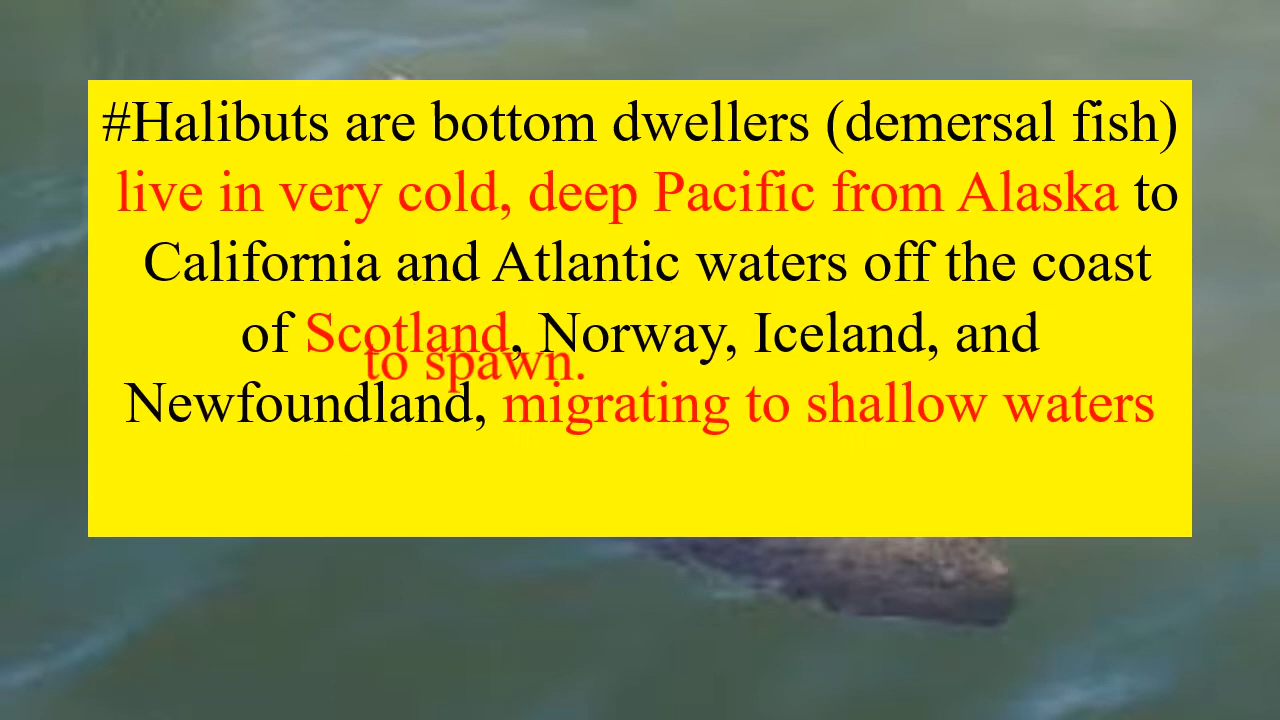 #Halibuts are bottom dwellers (demersal fish)
live in very cold, deep Pacific from Alaska to
California and Atlantic waters off the coast
of Scotland, Norway, Iceland, and
to spawn.
Newfoundland, migrating to shallow waters